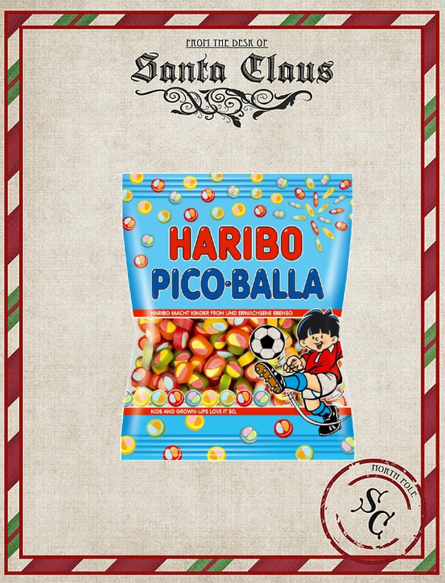 FROM THE DESK OF
Santa Claus
HARIBO
PICO-BALLA
HARIBO MACHT KINDER FROH UND ERWACHSENE EBENSO
KIDS AND GROWN-UPS LOVE IT SO,
NORTH POLE
SC